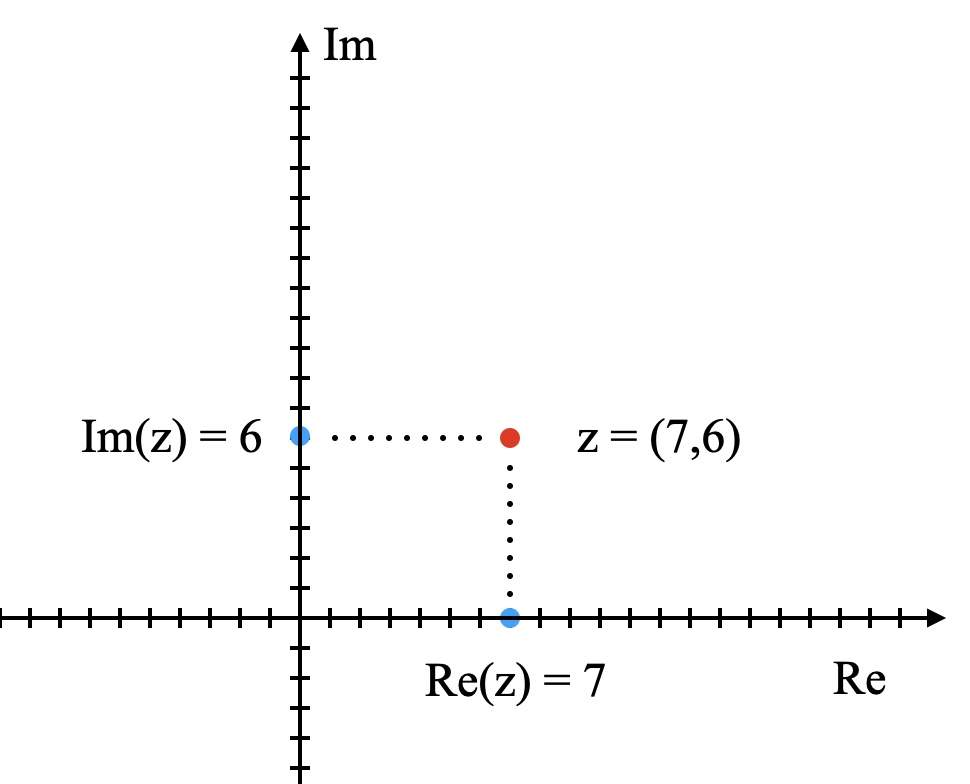 Im
Im(z) = 6
z = (7,6)
Re(z) = 7
Re